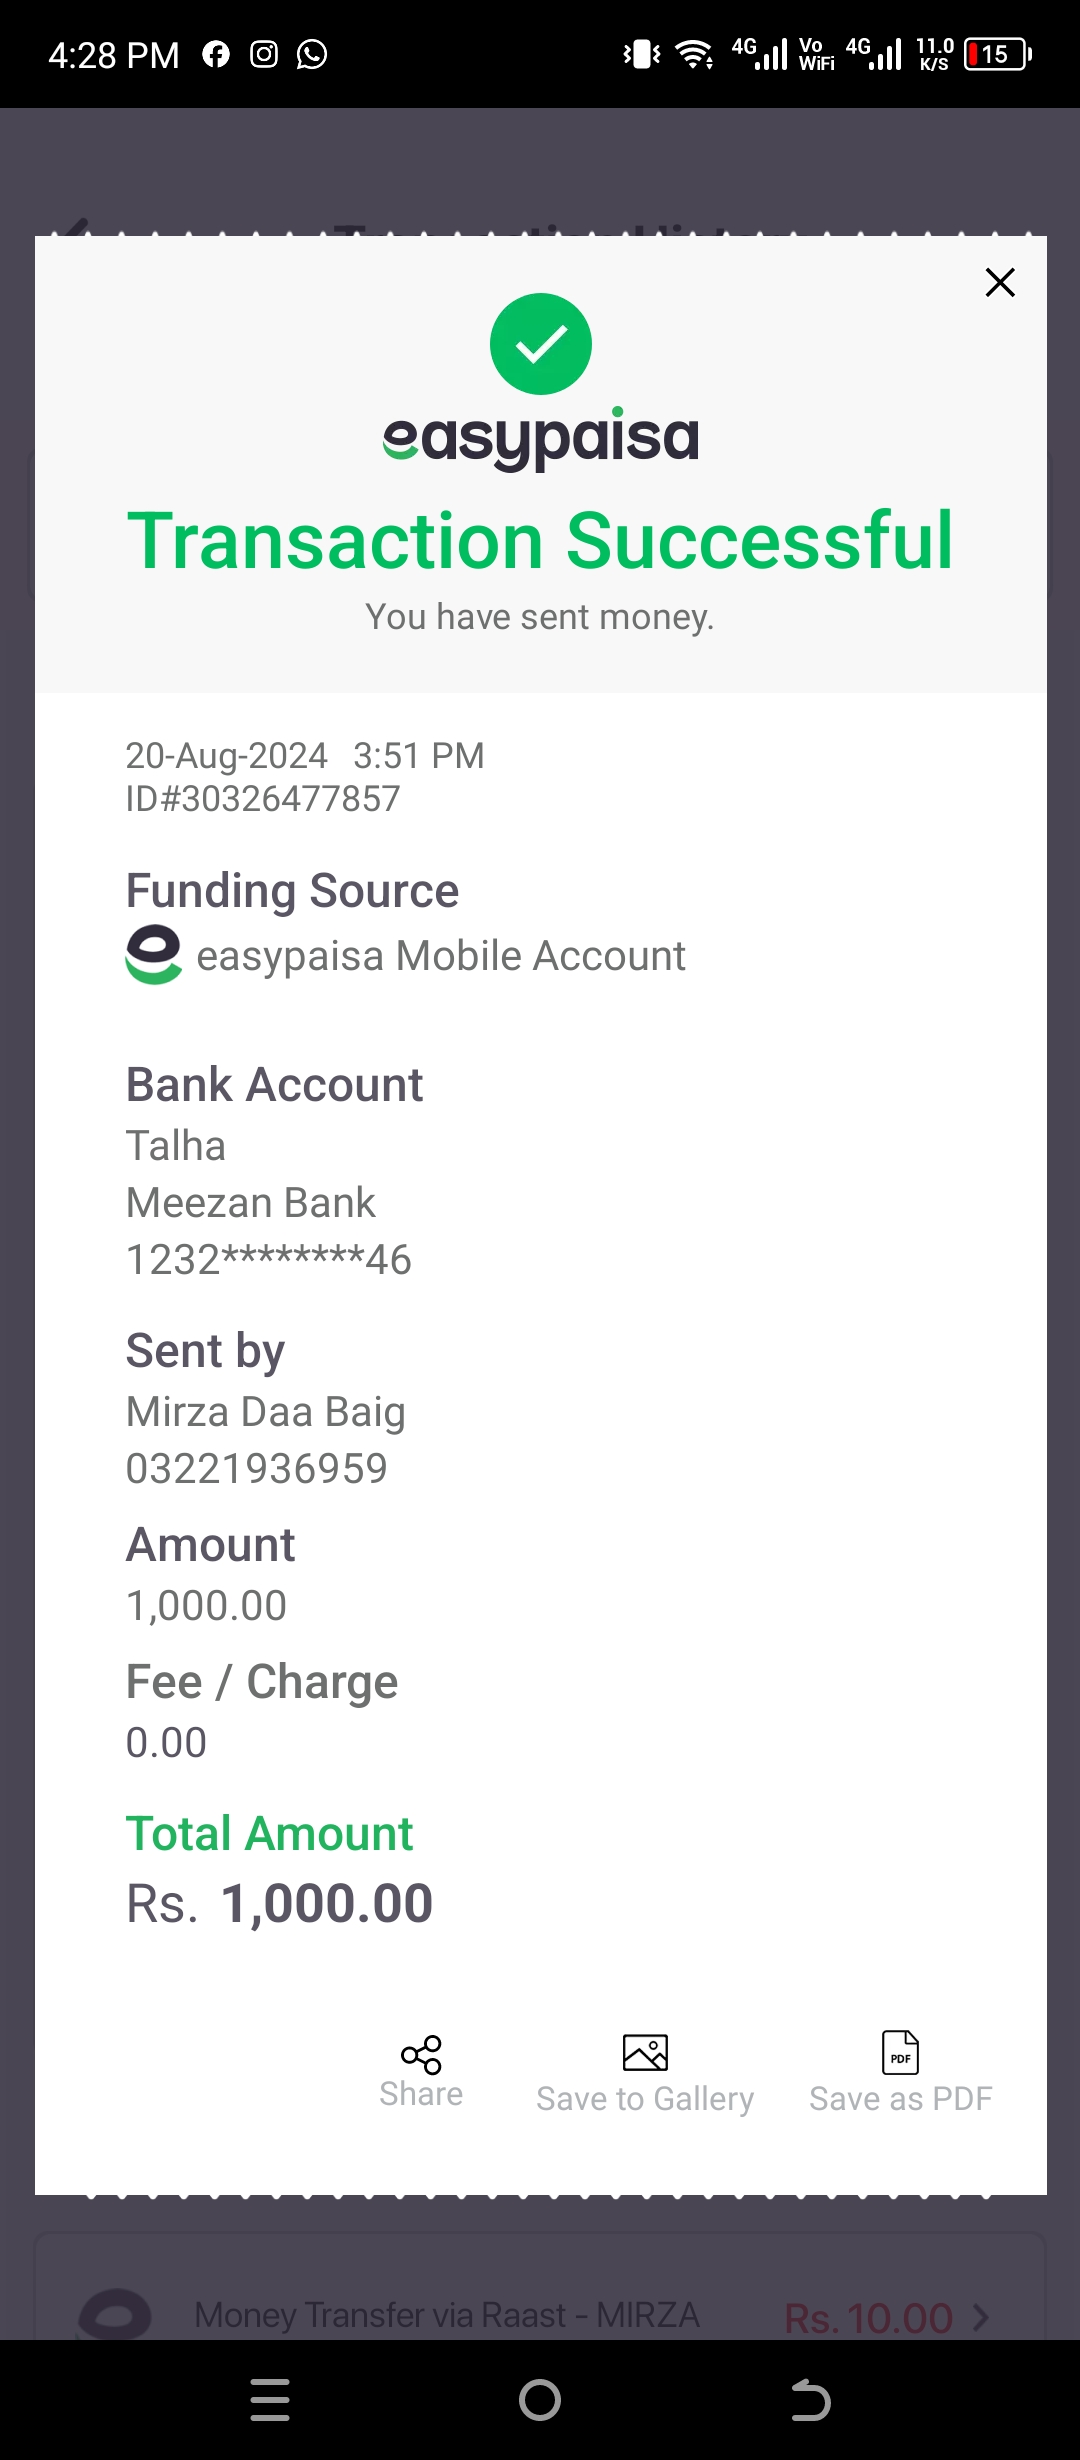 4:28 PM 4G Vo WiFi 4G 11.0 K/S 15
Transaction History
easypaisa
Transaction Successful
You have sent money.
20-Aug-2024 3:51 PM
ID#30326477857
Funding Source
easypaisa Mobile Account
Bank Account
Talha
Meezan Bank
1232********46
Sent by
Mirza Daa Baig
03221936959
Amount
1,000.00
Fee / Charge
0.00
Total Amount
Rs. 1,000.00
Share
Save to Gallery
PDF
Save as PDF
Money Transfer via Raast - MIRZA Rs. 10.00